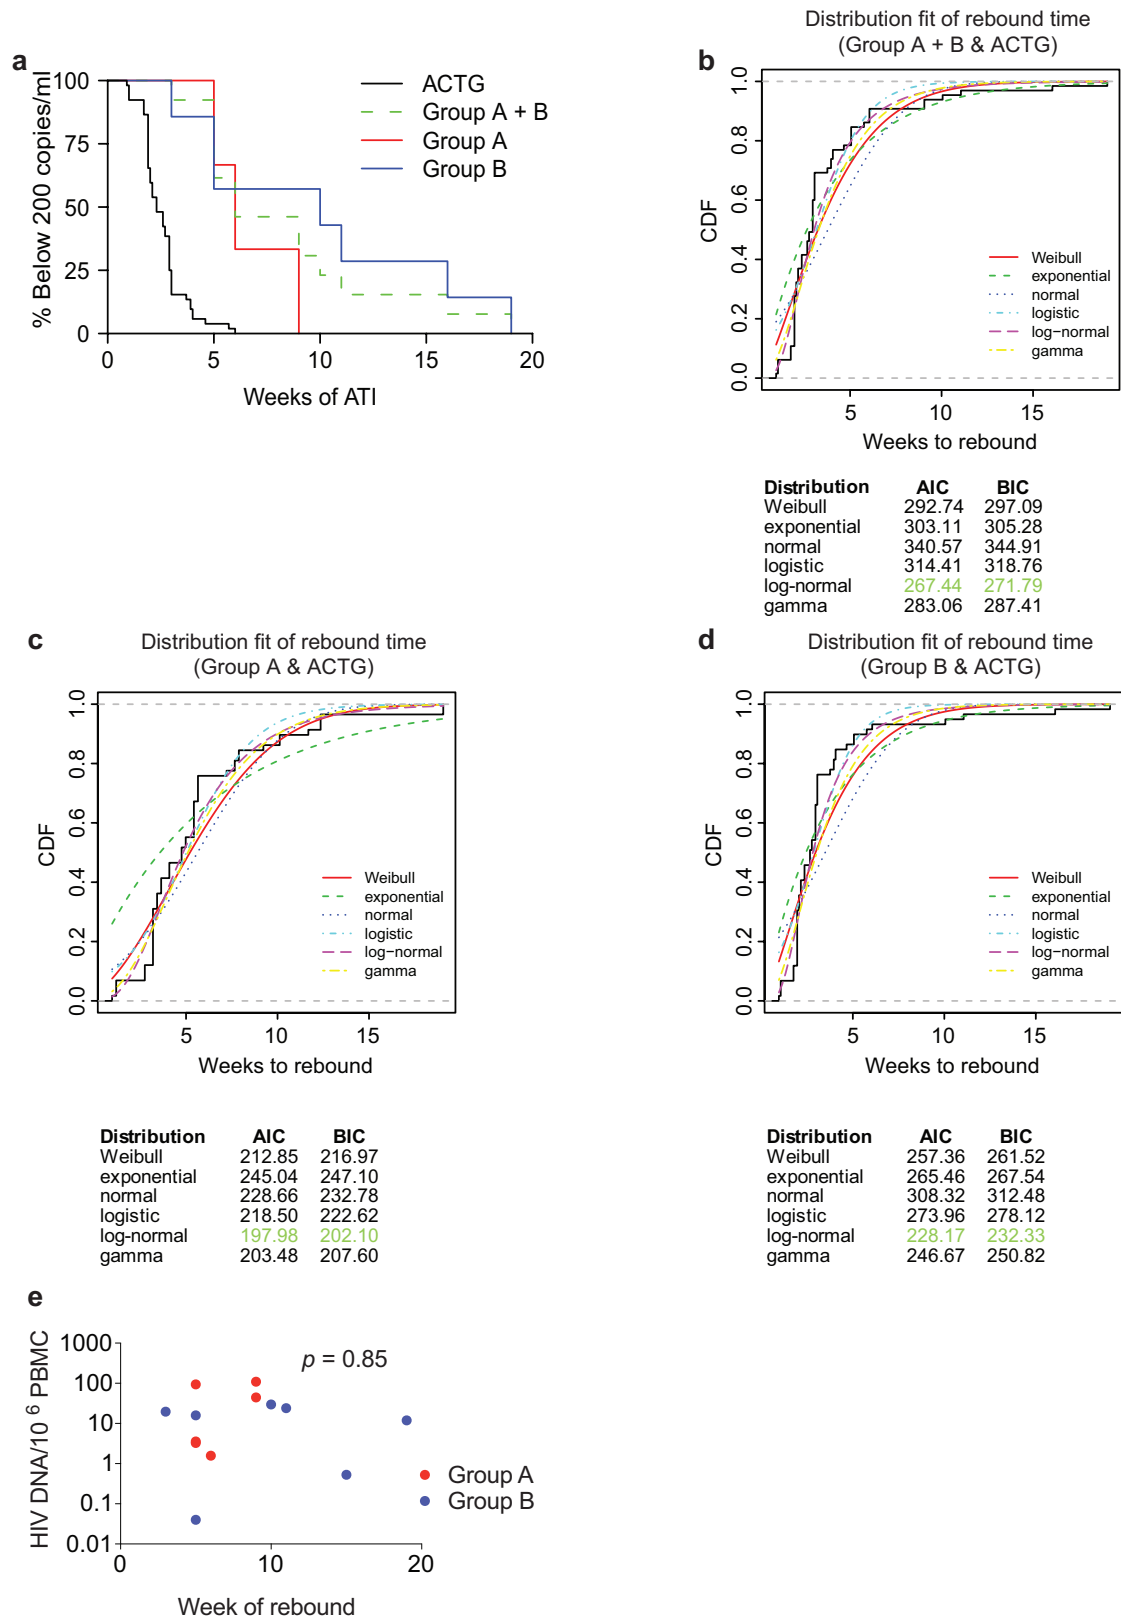 a
100
75
50
25
0
% Below 200 copies/ml
0 5 10 15 20
Weeks of ATI
ACTG
Group A + B
Group A
Group B
b
Distribution fit of rebound time
(Group A + B & ACTG)
1.0
0.8
0.6
0.4
0.2
0.0
CDF
Weibull
exponential
normal
logistic
log−normal
gamma
5 10 15
Weeks to rebound
Distribution AIC BIC
Weibull 292.74 297.09
exponential 303.11 305.28
normal 340.57 344.91
logistic 314.41 318.76
log-normal 267.44 271.79
gamma 283.06 287.41
c
Distribution fit of rebound time
(Group A & ACTG)
1.0
0.8
0.6
0.4
0.2
0.0
CDF
Weibull
exponential
normal
logistic
log−normal
gamma
5 10 15
Weeks to rebound
Distribution AIC BIC
Weibull 212.85 216.97
exponential 245.04 247.10
normal 228.66 232.78
logistic 218.50 222.62
log-normal 197.98 202.10
gamma 203.48 207.60
d
Distribution fit of rebound time
(Group B & ACTG)
1.0
0.8
0.6
0.4
0.2
0.0
CDF
Weibull
exponential
normal
logistic
log−normal
gamma
5 10 15
Weeks to rebound
Distribution AIC BIC
Weibull 257.36 261.52
exponential 265.46 267.54
normal 308.32 312.48
logistic 273.96 278.12
log-normal 228.17 232.33
gamma 246.67 250.82
e
HIV DNA/10 6 PBMC
1000
100
10
1
0.1
0.01
p = 0.85
Group A
Group B
0 10 20
Week of rebound